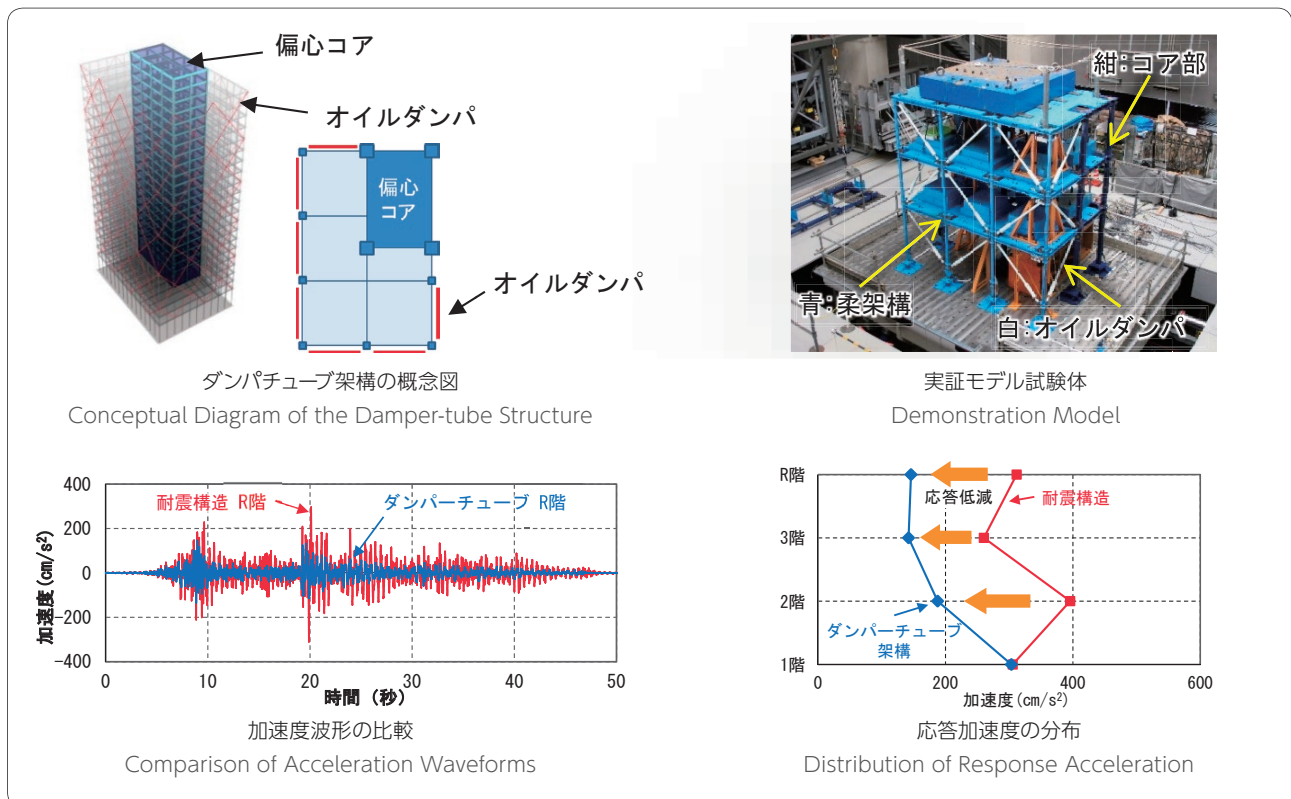 偏心コア
オイルダンパ
偏心
コア
オイルダンパ
ダンパチューブ架構の概念図
Conceptual Diagram of the Damper-tube Structure
紺:コア部
青:柔架構
白:オイルダンパ
実証モデル試験体
Demonstration Model
加速度(cm/s²)
400
200
0
-200
-400
耐震構造 R階
ダンパーチューブ R階
0
10
20
30
40
50
時間 (秒)
加速度波形の比較
Comparison of Acceleration Waveforms
R階
3階
2階
1階
応答低減
耐震構造
ダンパーチューブ
架構
0
200
400
600
加速度(cm/s²)
応答加速度の分布
Distribution of Response Acceleration